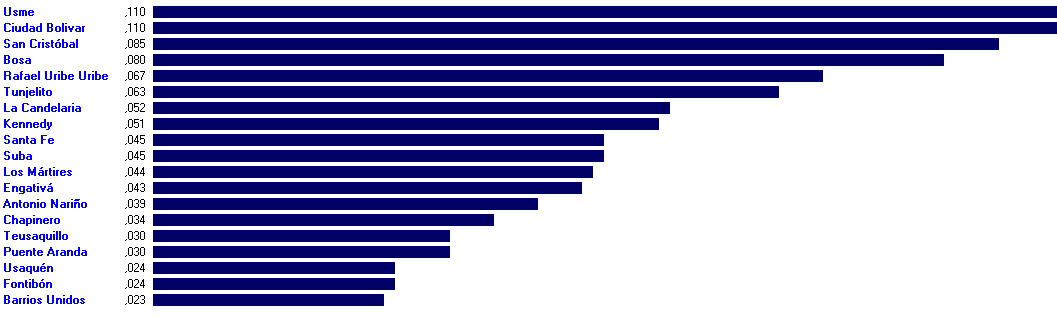 Usme ,110
Ciudad Bolivar ,110
San Cristóbal ,085
Bosa ,080
Rafael Uribe Uribe ,067
Tunjelito ,063
La Candelaria ,052
Kennedy ,051
Santa Fe ,045
Suba ,045
Los Mártires ,044
Engativá ,043
Antonio Nariño ,039
Chapinero ,034
Teusaquillo ,030
Puente Aranda ,030
Usaquén ,024
Fontibón ,024
Barrios Unidos ,023